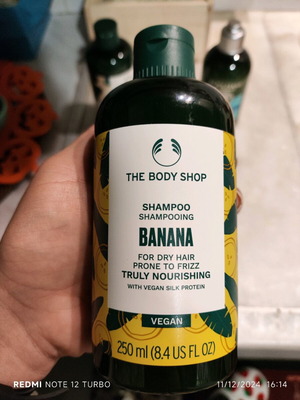 THE BODY SHOP
SHAMPOO
SHAMPOOING
BANANA
FOR DRY HAIR
PRONE TO FRIZZ
TRULY NOURISHING
WITH VEGAN SILK PROTEIN
VEGAN
250 ml (8.4 US FL OZ)
REDMI NOTE 12 TURBO
11/12/2024 16:14